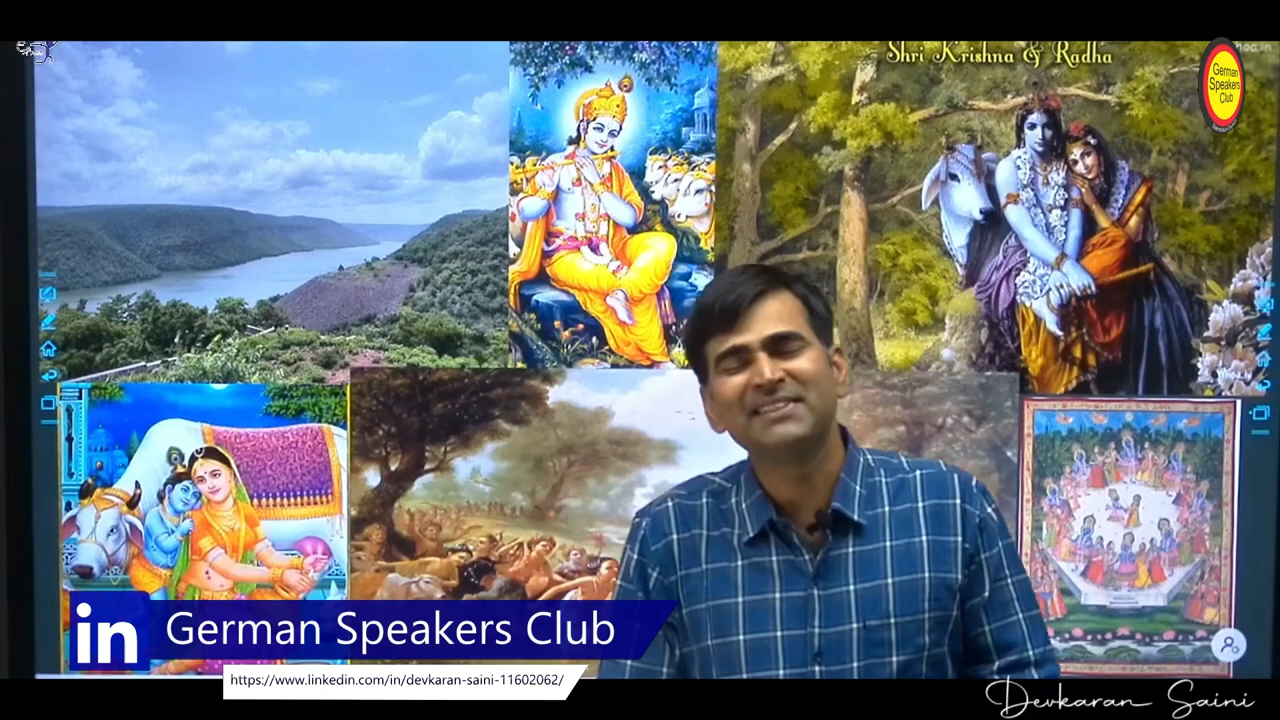 Shri Krishna & Radha
German
Speakers
Club
in German Speakers Club
https://www.linkedin.com/in/devkaran-saini-11602062/
Devkaran Saini